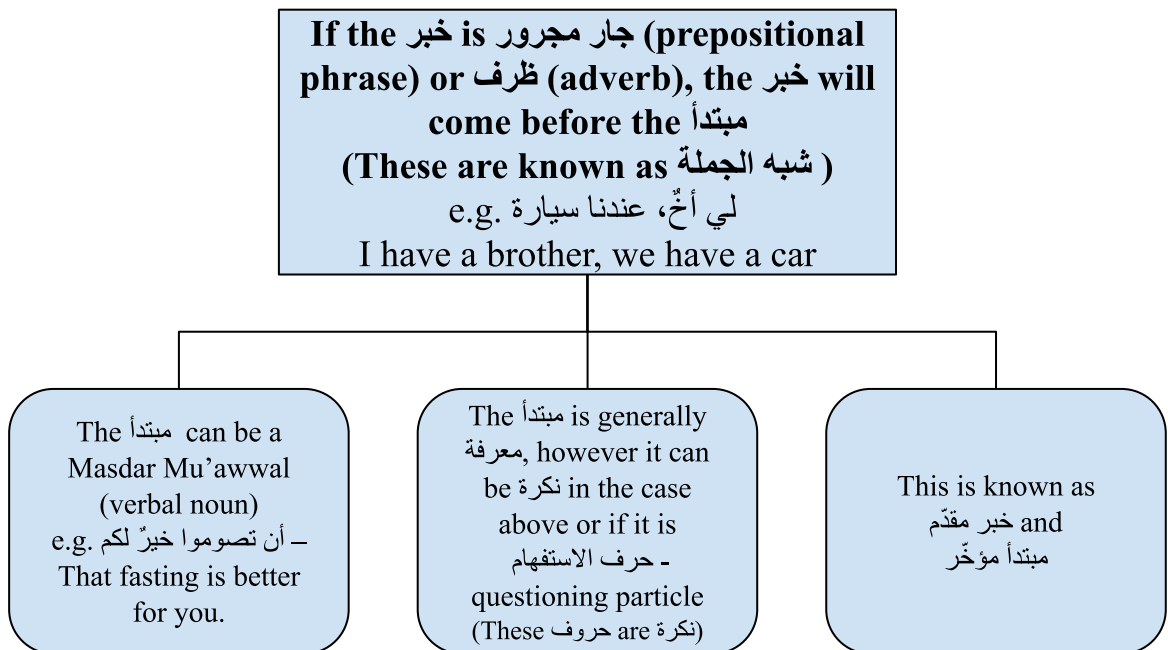 If the خبر is جار مجرور (prepositional
phrase) or ظرف (adverb), the خبر will
come before the مبتدأ
(These are known as شبه الجملة )
e.g. لي أخٌ، عندنا سيارة
I have a brother, we have a car
The مبتدأ can be a
Masdar Mu’awwal
(verbal noun)
e.g. أن تصوموا خيرٌ لكم –
That fasting is better
for you.
The مبتدأ is generally
معرفة, however it can
be نكرة in the case
above or if it is
حرف الاستفهام -
questioning particle
(These حروف are نكرة)
This is known as
خبر مقدّم and
مبتدأ مؤخّر